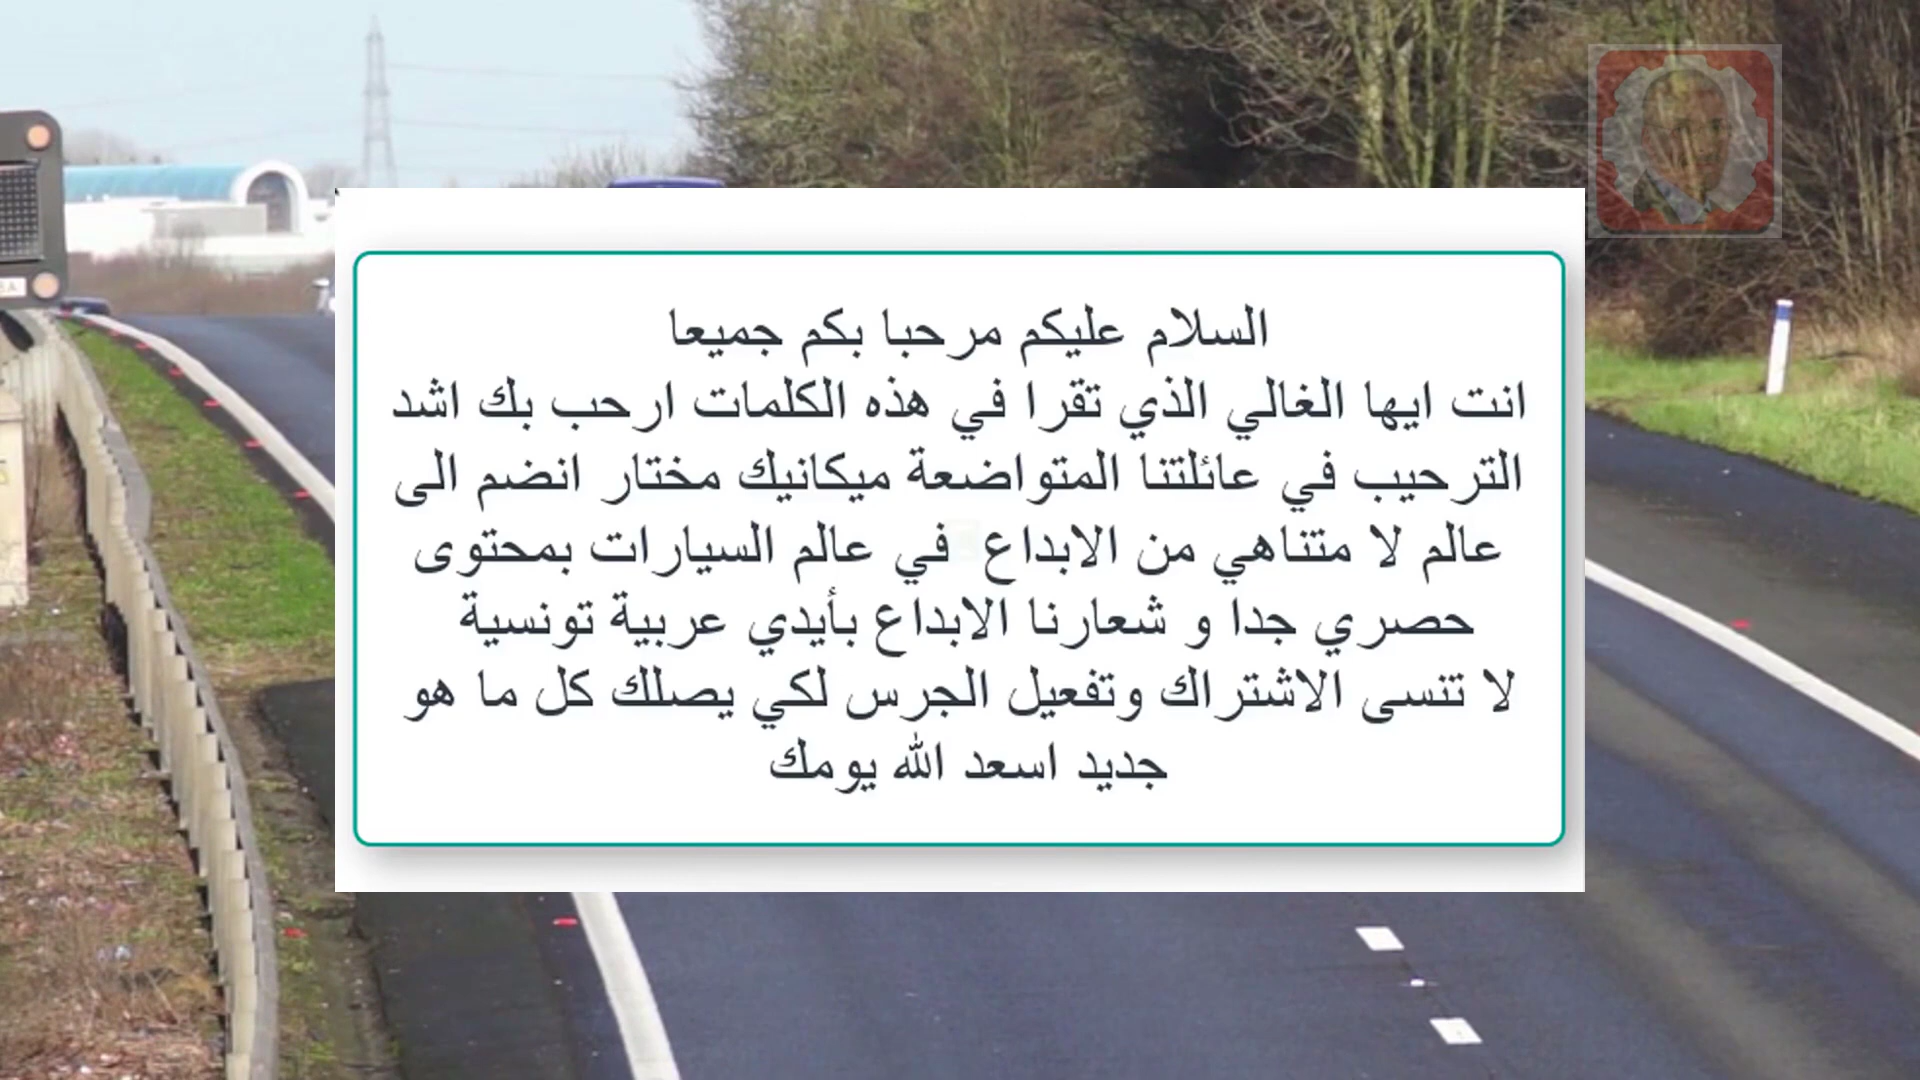 السلام عليكم مرحبا بكم جميعا
انت ايها الغالي الذي تقرا في هذه الكلمات ارحب بك اشد
الترحيب في عائلتنا المتواضعة ميكانيك مختار انضم الى
عالم لا متناهي من الابداع في عالم السيارات بمحتوى
حصري جدا و شعارنا الابداع بأيدي عربية تونسية
لا تنسى الاشتراك وتفعيل الجرس لكي يصلك كل ما هو
جديد اسعد الله يومك